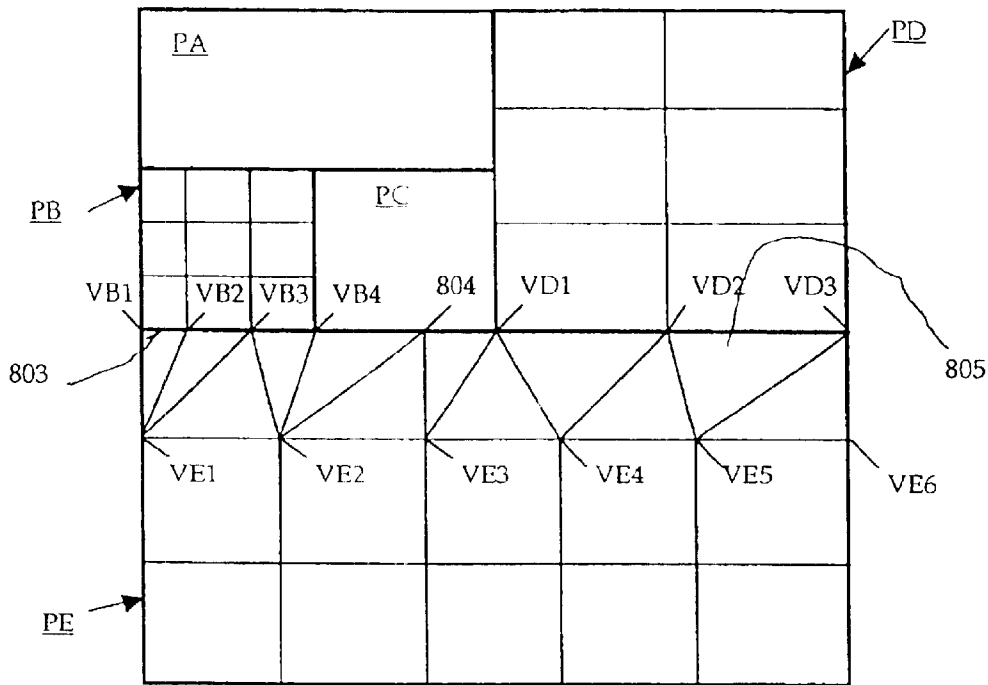 PA
PD
PB
PC
VB1
VB2
VB3
VB4
804
VD1
VD2
VD3
803
805
VE1
VE2
VE3
VE4
VE5
VE6
PE